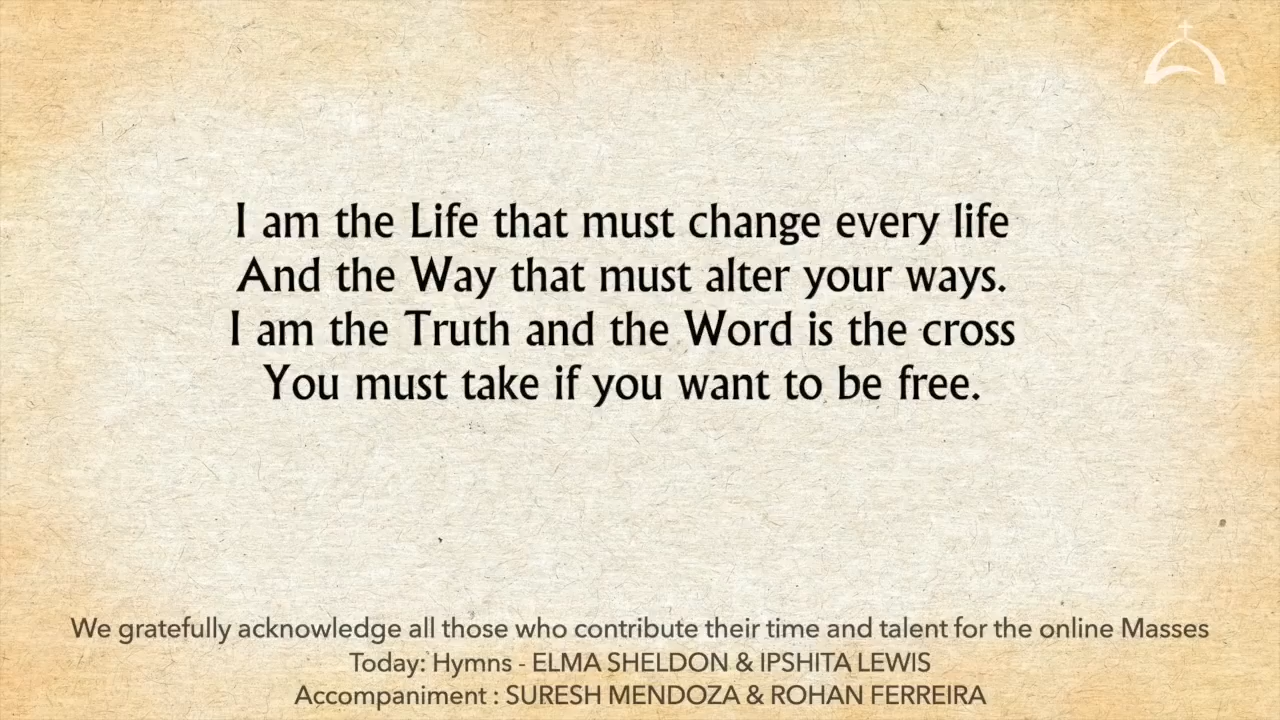 I am the Life that must change every life
And the Way that must alter your ways.
I am the Truth and the Word is the cross
You must take if you want to be free.
We gratefully acknowledge all those who contribute their time and talent for the online Masses
Today: Hymns - ELMA SHELDON & IPSHITA LEWIS
Accompaniment : SURESH MENDOZA & ROHAN FERREIRA